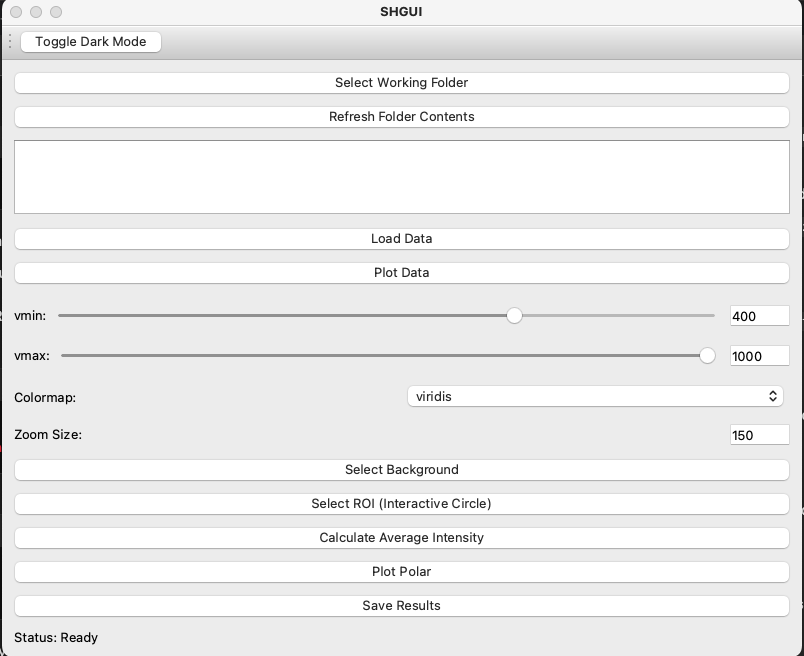 SHGUI
Toggle Dark Mode
Select Working Folder
Refresh Folder Contents
Load Data
Plot Data
vmin: 400
vmax: 1000
Colormap: viridis
Zoom Size: 150
Select Background
Select ROI (Interactive Circle)
Calculate Average Intensity
Plot Polar
Save Results
Status: Ready